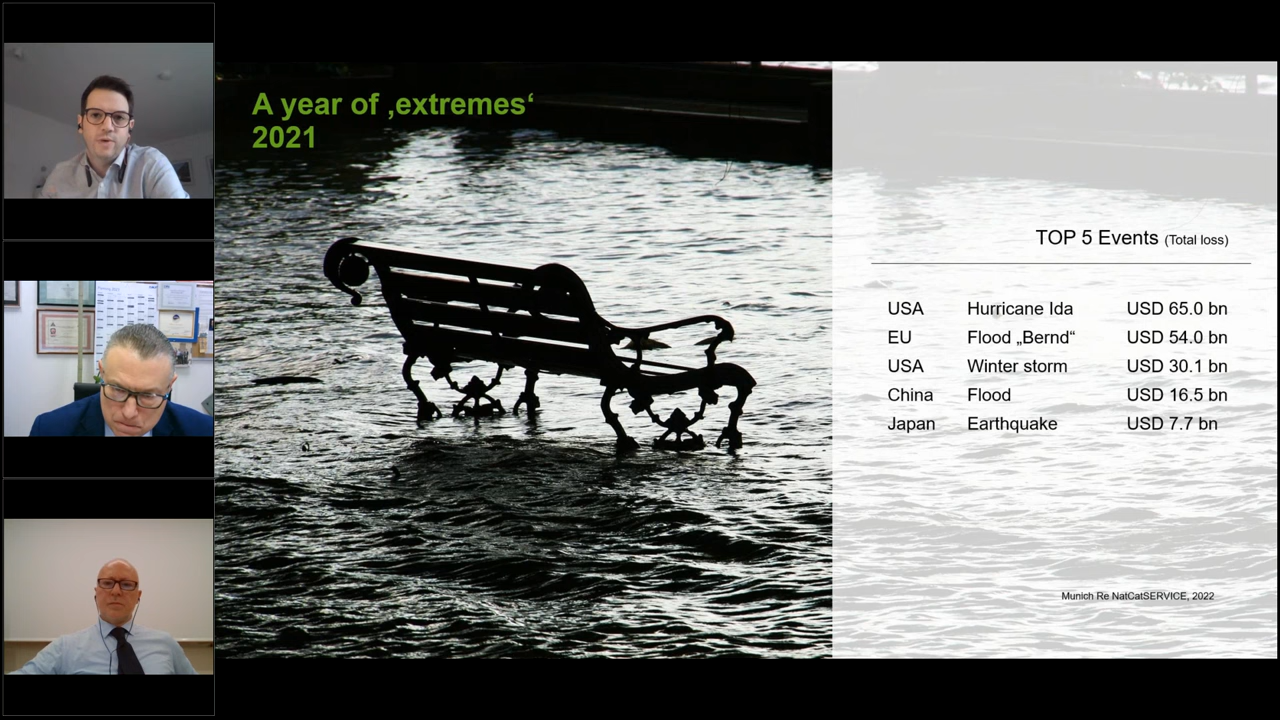 A year of ‚extremes‘
2021
TOP 5 Events (Total loss)
USA Hurricane Ida USD 65.0 bn
EU Flood „Bernd“ USD 54.0 bn
USA Winter storm USD 30.1 bn
China Flood USD 16.5 bn
Japan Earthquake USD 7.7 bn
Munich Re NatCatSERVICE, 2022